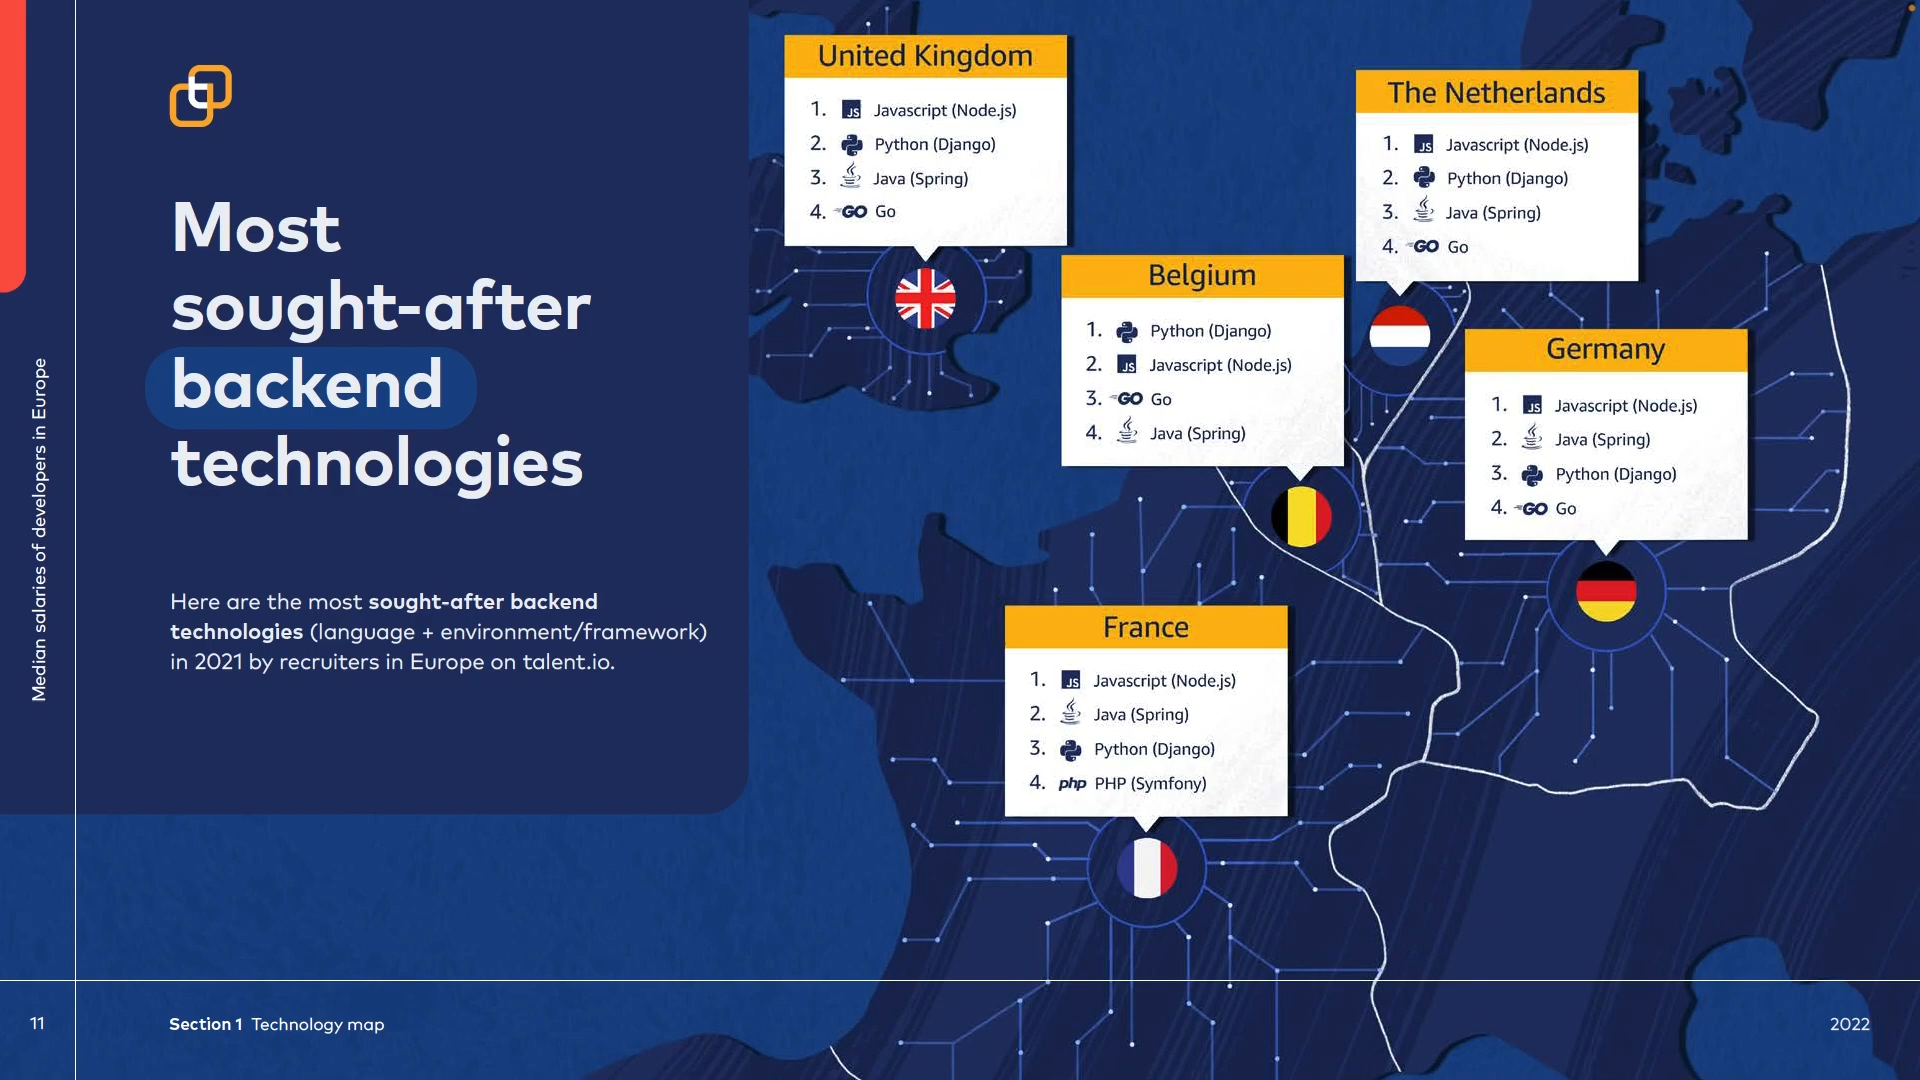 Most
sought-after
backend
technologies
Here are the most sought-after backend
technologies (language + environment/framework)
in 2021 by recruiters in Europe on talent.io.
Median salaries of developers in Europe
United Kingdom
1. JS Javascript (Node.js)
2. Python (Django)
3. Java (Spring)
4. GO Go
The Netherlands
1. JS Javascript (Node.js)
2. Python (Django)
3. Java (Spring)
4. GO Go
Belgium
1. Python (Django)
2. JS Javascript (Node.js)
3. GO Go
4. Java (Spring)
Germany
1. JS Javascript (Node.js)
2. Java (Spring)
3. Python (Django)
4. GO Go
France
1. JS Javascript (Node.js)
2. Java (Spring)
3. Python (Django)
4. php PHP (Symfony)
11
Section 1 Technology map
2022